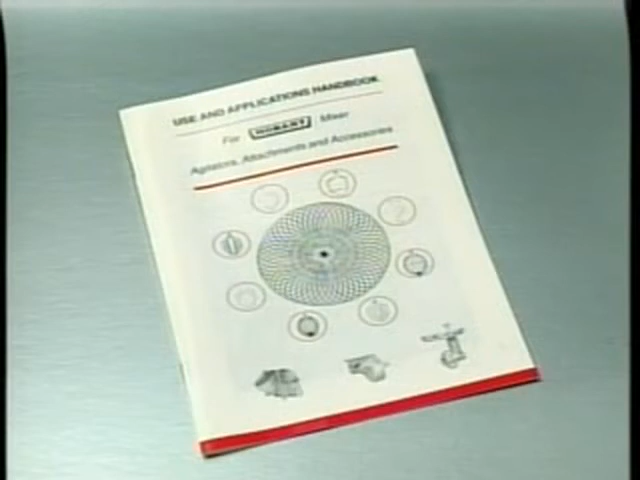 USE AND APPLICATIONS HANDBOOK
For HOBART Mixer
Agitators, Attachments and Accessories